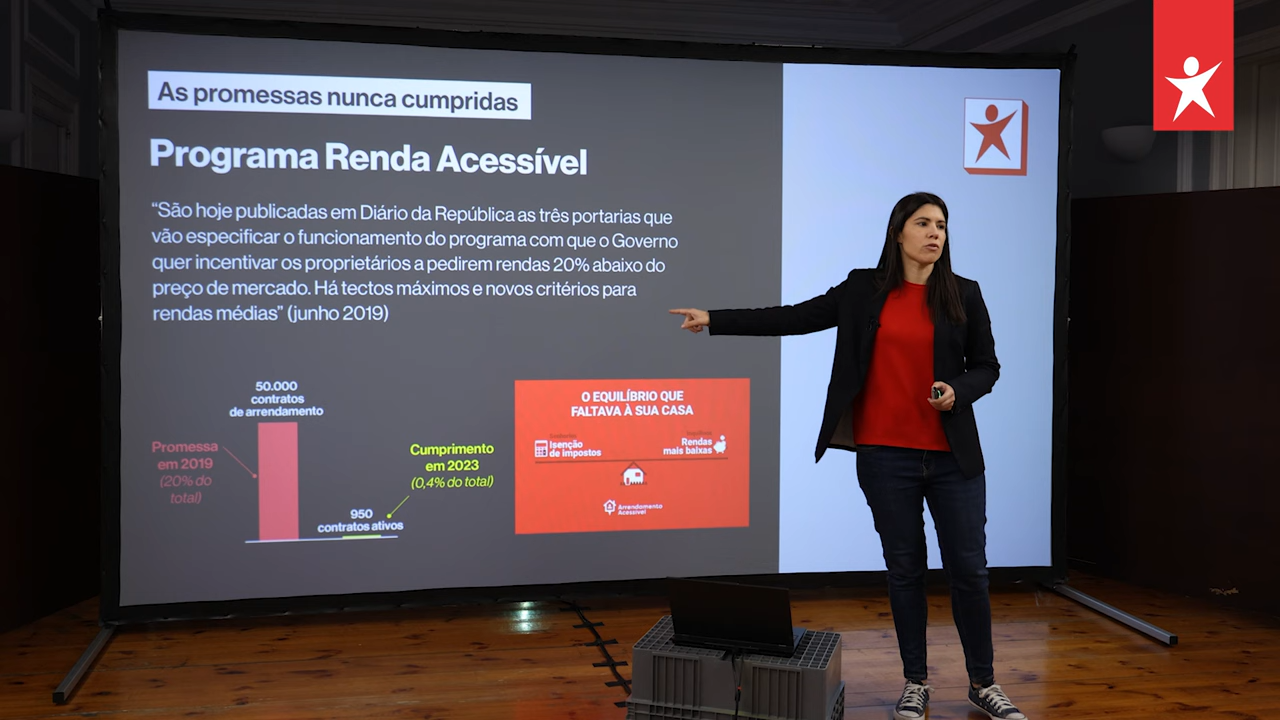 As promessas nunca cumpridas
Programa Renda Acessível
“São hoje publicadas em Diário da República as três portarias que
vão especificar o funcionamento do programa com que o Governo
quer incentivar os proprietários a pedirem rendas 20% abaixo do
preço de mercado. Há tectos máximos e novos critérios para
rendas médias” (junho 2019)
50.000
contratos
de arrendamento
Promessa
em 2019
(20% do
total)
Cumprimento
em 2023
(0,4% do total)
950
contratos ativos
O EQUILÍBRIO QUE
FALTAVA À SUA CASA
Isenção
de impostos
Rendas
mais baixas
Arrendamento
Acessível